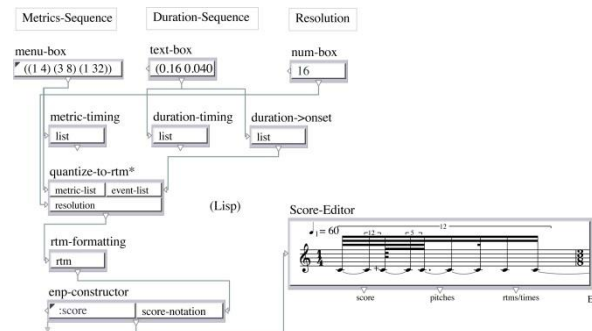 Metrics-Sequence
Duration-Sequence
Resolution
menu-box
text-box
num-box
((1 4) (3 8) (1 32))
(0.16 0.040
16
metric-timing
duration-timing
duration->onset
list
list
list
quantize-to-rtm*
metric-list
event-list
resolution
(Lisp)
Score-Editor
rtm-formatting
rtm
= 60
12
12
5
4
4
enp-constructor
:score
score-notation
score
pitches
rtms/times
E